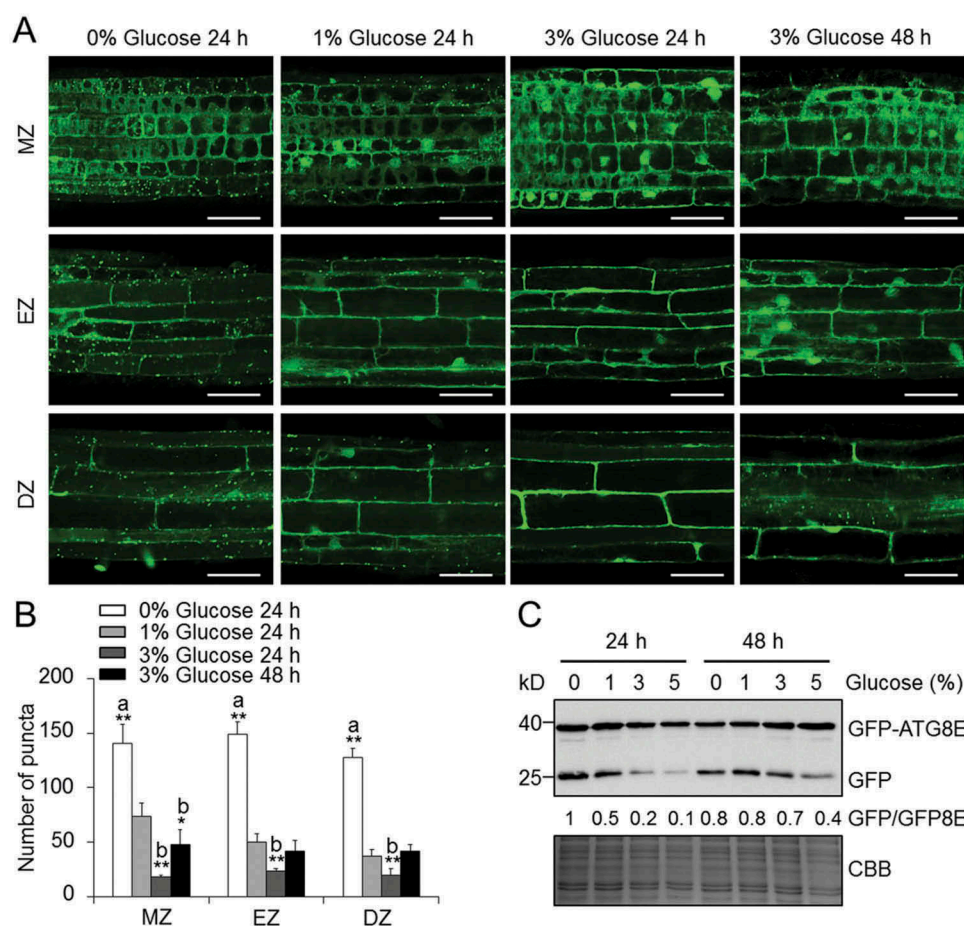 A
0% Glucose 24 h 1% Glucose 24 h 3% Glucose 24 h 3% Glucose 48 h
MZ
EZ
DZ
B
0% Glucose 24 h
1% Glucose 24 h
3% Glucose 24 h
3% Glucose 48 h
Number of puncta
200
150
100
50
0
a a a
** ** **
b b b b
** * ** **
MZ EZ DZ
C
24 h 48 h
kD 0 1 3 5 0 1 3 5 Glucose (%)
40 GFP-ATG8E
25 GFP
1 0.5 0.2 0.1 0.8 0.8 0.7 0.4 GFP/GFP8E
CBB